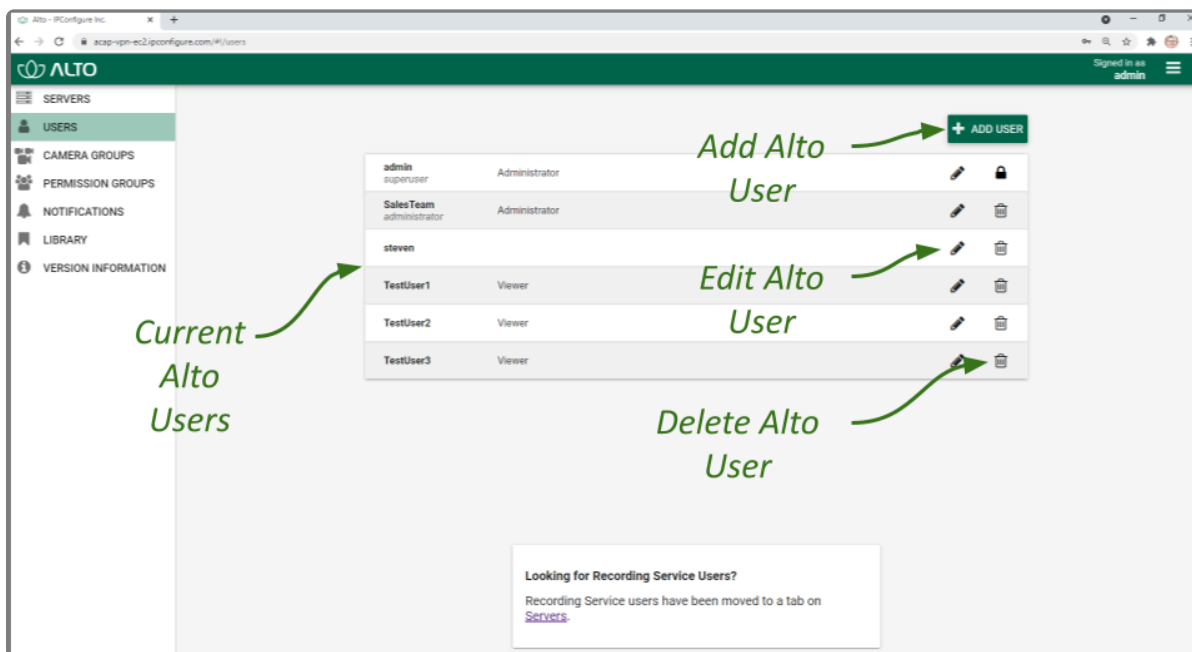 Alto - IPConfigure Inc.
acap-vpn-ec2.ipconfigure.com/#!/users
ALTO
Signed in as
admin
SERVERS
USERS
CAMERA GROUPS
PERMISSION GROUPS
NOTIFICATIONS
LIBRARY
VERSION INFORMATION
ADD USER
Add Alto
User
admin
superuser
Administrator
SalesTeam
administrator
Administrator
steven
Edit Alto
User
TestUser1
Viewer
TestUser2
Viewer
TestUser3
Viewer
Current
Alto
Users
Delete Alto
User
Looking for Recording Service Users?
Recording Service users have been moved to a tab on
Servers.